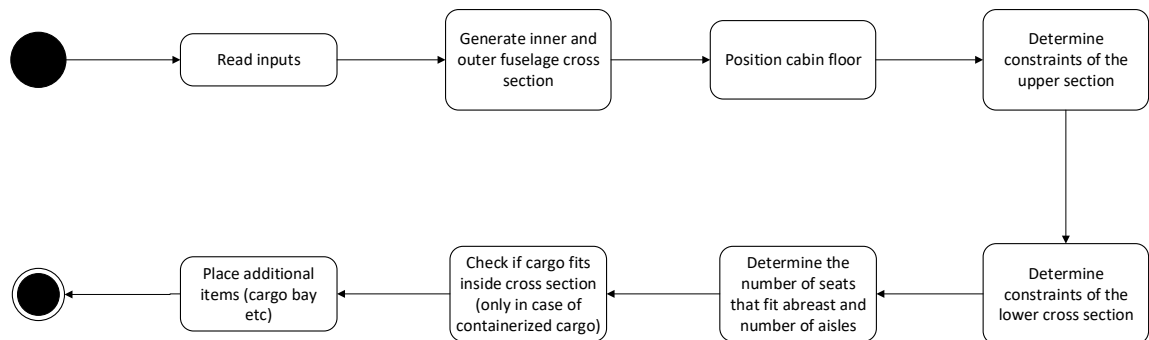 Read inputs
Generate inner and
outer fuselage cross
section
Position cabin floor
Determine
constraints of the
upper section
Determine
constraints of the
lower cross section
Determine the
number of seats
that fit abreast and
number of aisles
Check if cargo fits
inside cross section
(only in case of
containerized cargo)
Place additional
items (cargo bay
etc)